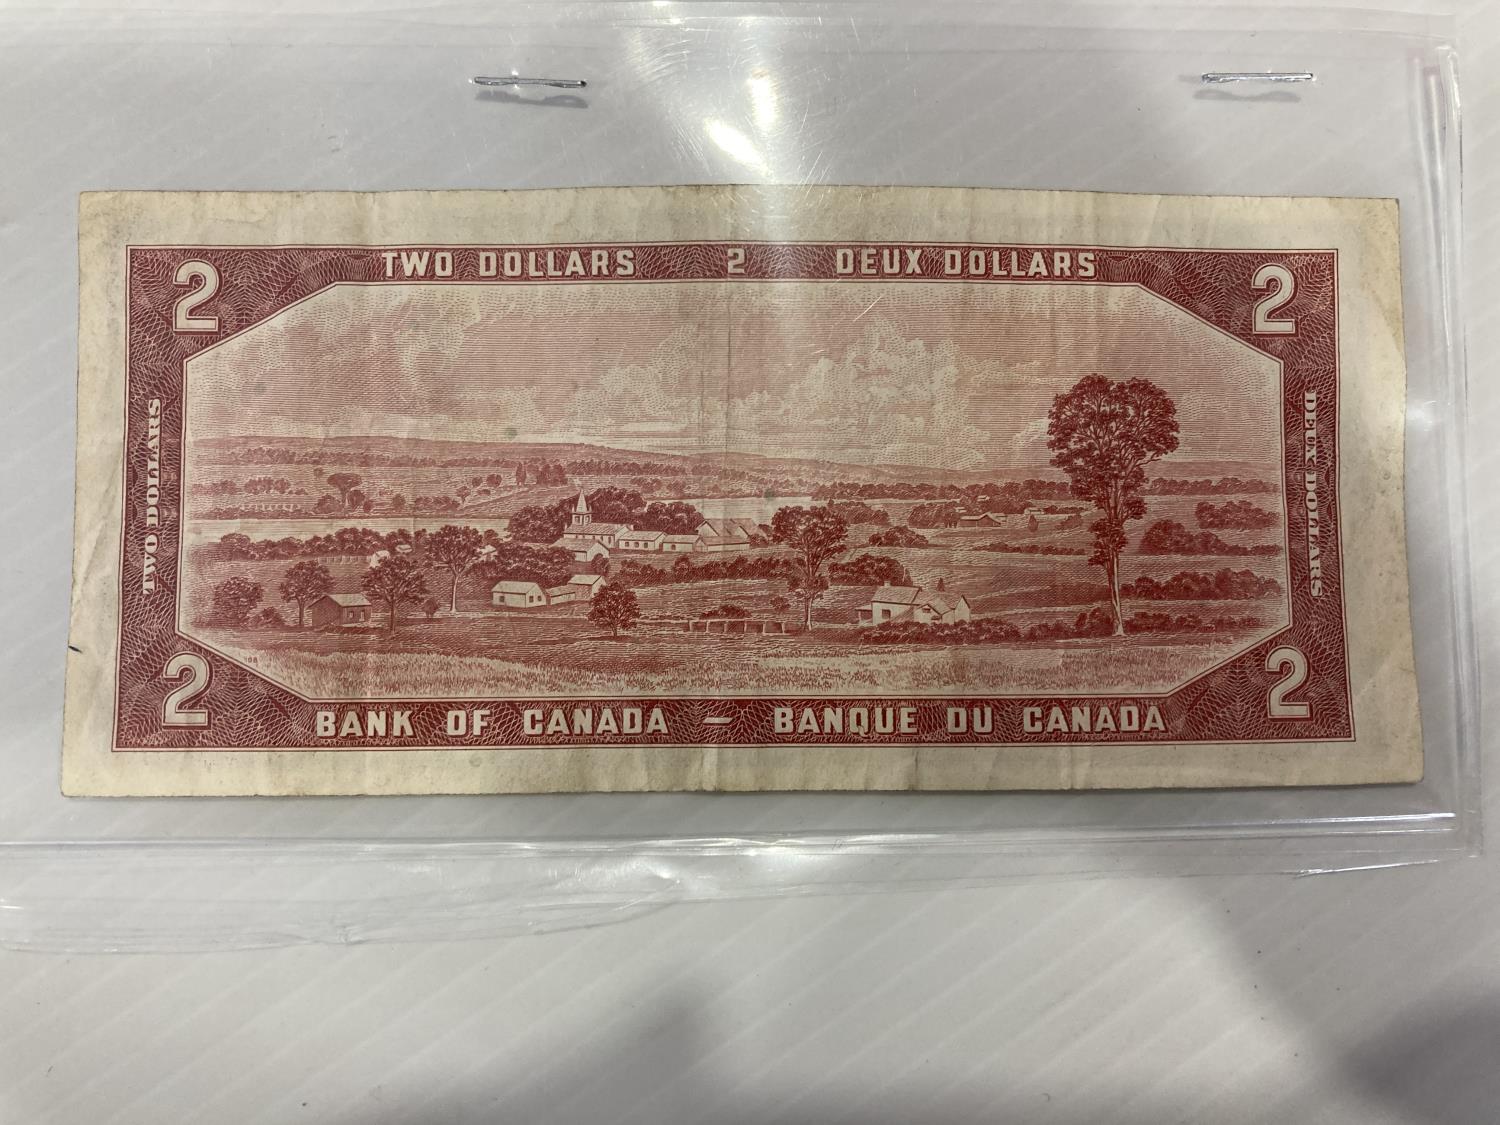 TWO DOLLARS 2 DEUX DOLLARS
2 2
TWO DOLLARS
DEUX DOLLARS
2 2
BANK OF CANADA – BANQUE DU CANADA